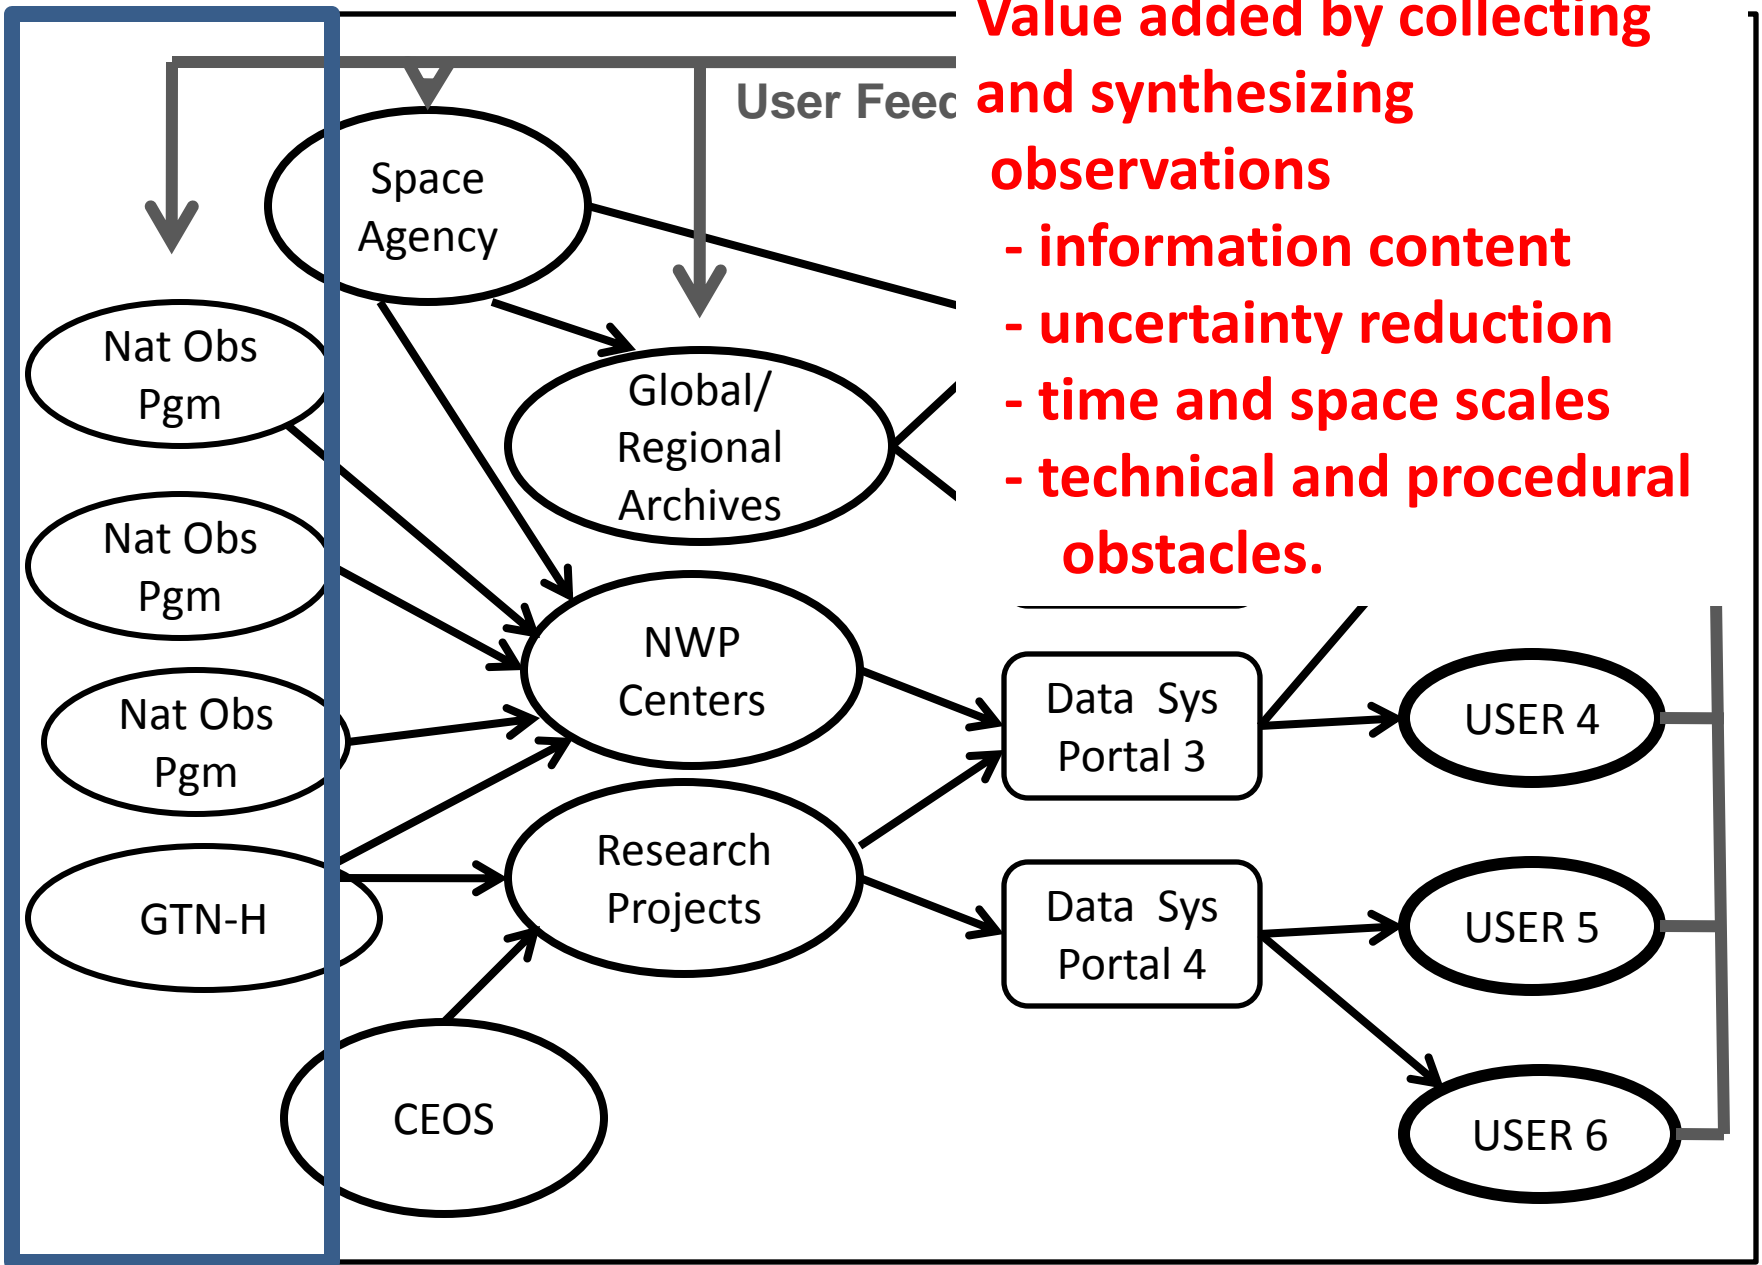 Value added by collecting
and synthesizing
observations
- information content
- uncertainty reduction
- time and space scales
- technical and procedural
obstacles.
User Feed
Space
Agency
Nat Obs
Pgm
Global/
Regional
Archives
Nat Obs
Pgm
NWP
Centers
Nat Obs
Pgm
Data Sys
Portal 3
USER 4
Research
Projects
GTN-H
Data Sys
Portal 4
USER 5
CEOS
USER 6